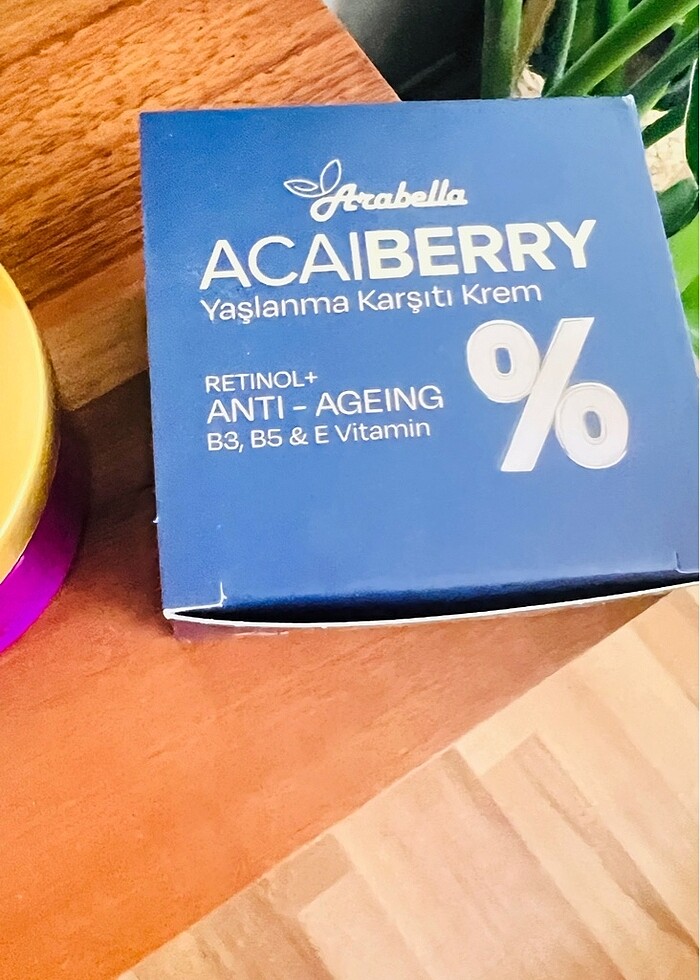 Arabella
ACAIBERRY
Yaşlanma Karşıtı Krem
%
RETINOL+
ANTI - AGEING
B3, B5 & E Vitamin